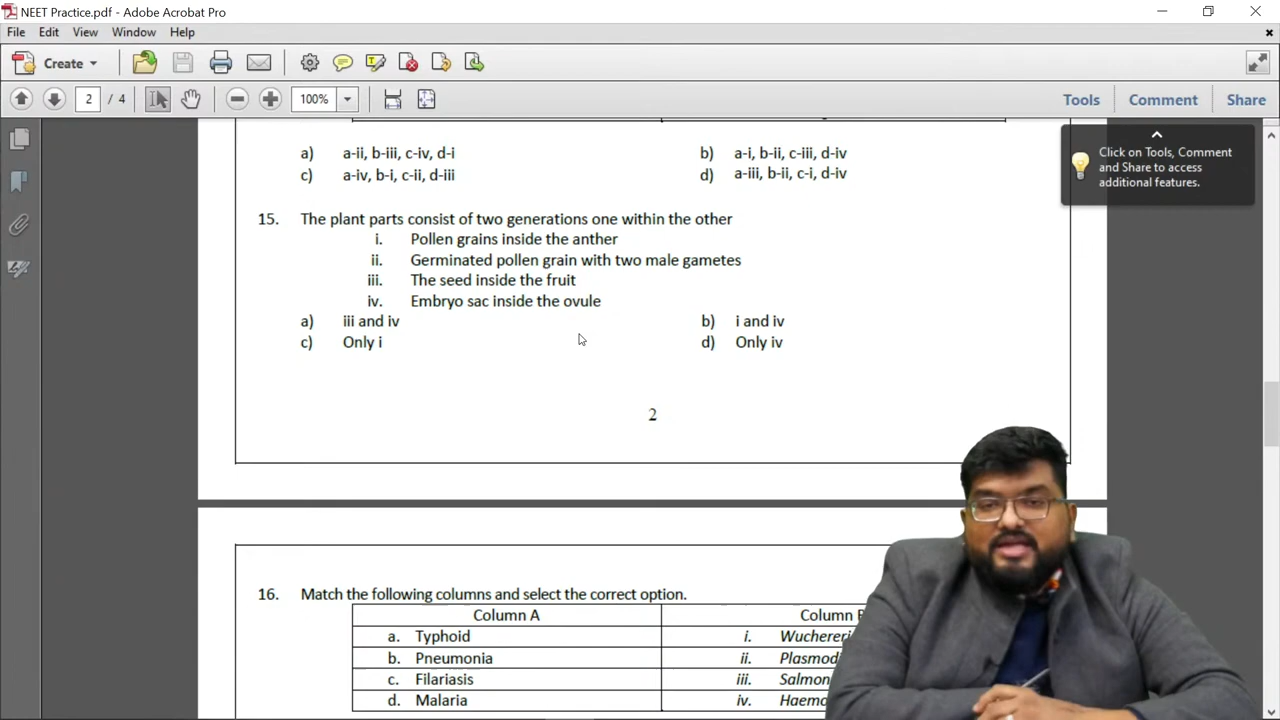 NEET Practice.pdf - Adobe Acrobat Pro
File Edit View Window Help
Create
2 / 4 100% Tools Comment Share
Click on Tools, Comment
and Share to access
additional features.
a) a-ii, b-iii, c-iv, d-i b) a-i, b-ii, c-iii, d-iv
c) a-iv, b-i, c-ii, d-iii d) a-iii, b-ii, c-i, d-iv
15. The plant parts consist of two generations one within the other
i. Pollen grains inside the anther
ii. Germinated pollen grain with two male gametes
iii. The seed inside the fruit
iv. Embryo sac inside the ovule
a) iii and iv b) i and iv
c) Only i d) Only iv
2
16. Match the following columns and select the correct option.
Column A Column
a. Typhoid i.
b. Pneumonia ii.
c. Filariasis iii.
d. Malaria iv.